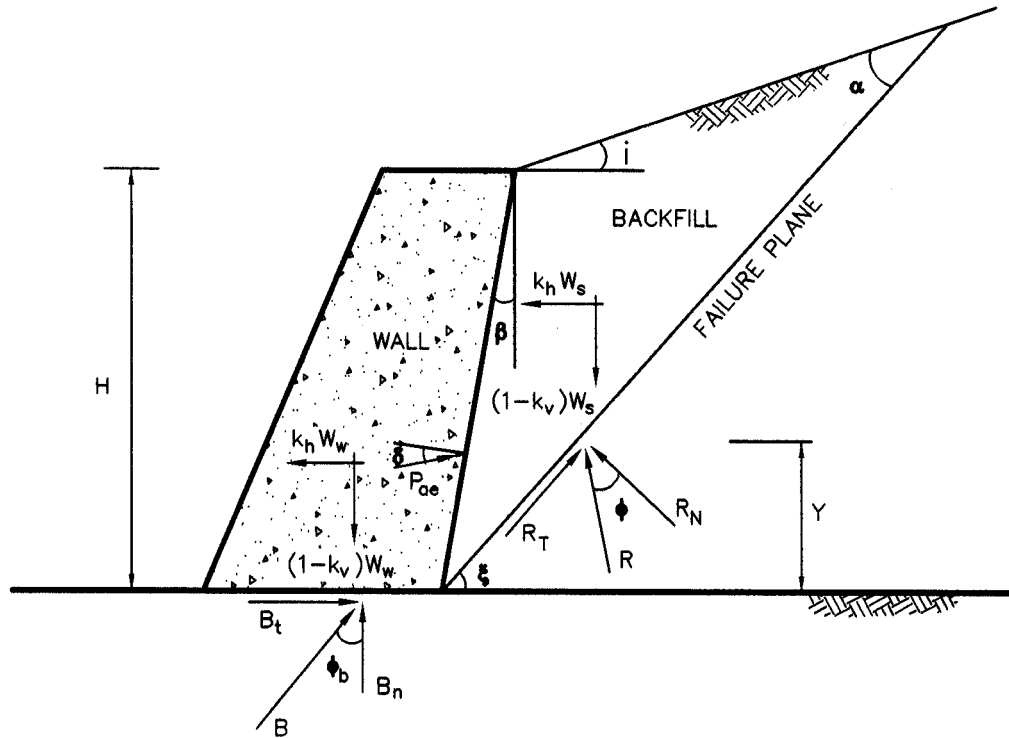 α
i
BACKFILL
FAILURE PLANE
k_h W_s
β
WALL
H
(1-k_v)W_s
k_h W_w
δ
P_ae
Y
ϕ
R_N
R_T
R
(1-k_v)W_w
ξ
B_t
ϕ_b
B_n
B